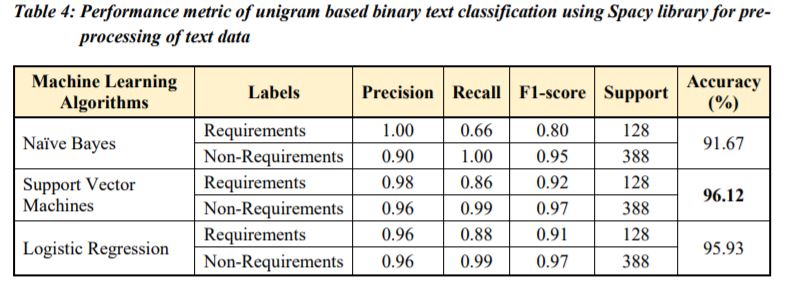 Table 4: Performance metric of unigram based binary text classification using Spacy library for pre-
processing of text data
Machine Learning Algorithms Labels Precision Recall F1-score Support Accuracy (%)
Naïve Bayes Requirements 1.00 0.66 0.80 128 91.67
Non-Requirements 0.90 1.00 0.95 388
Support Vector Machines Requirements 0.98 0.86 0.92 128 96.12
Non-Requirements 0.96 0.99 0.97 388
Logistic Regression Requirements 0.96 0.88 0.91 128 95.93
Non-Requirements 0.96 0.99 0.97 388